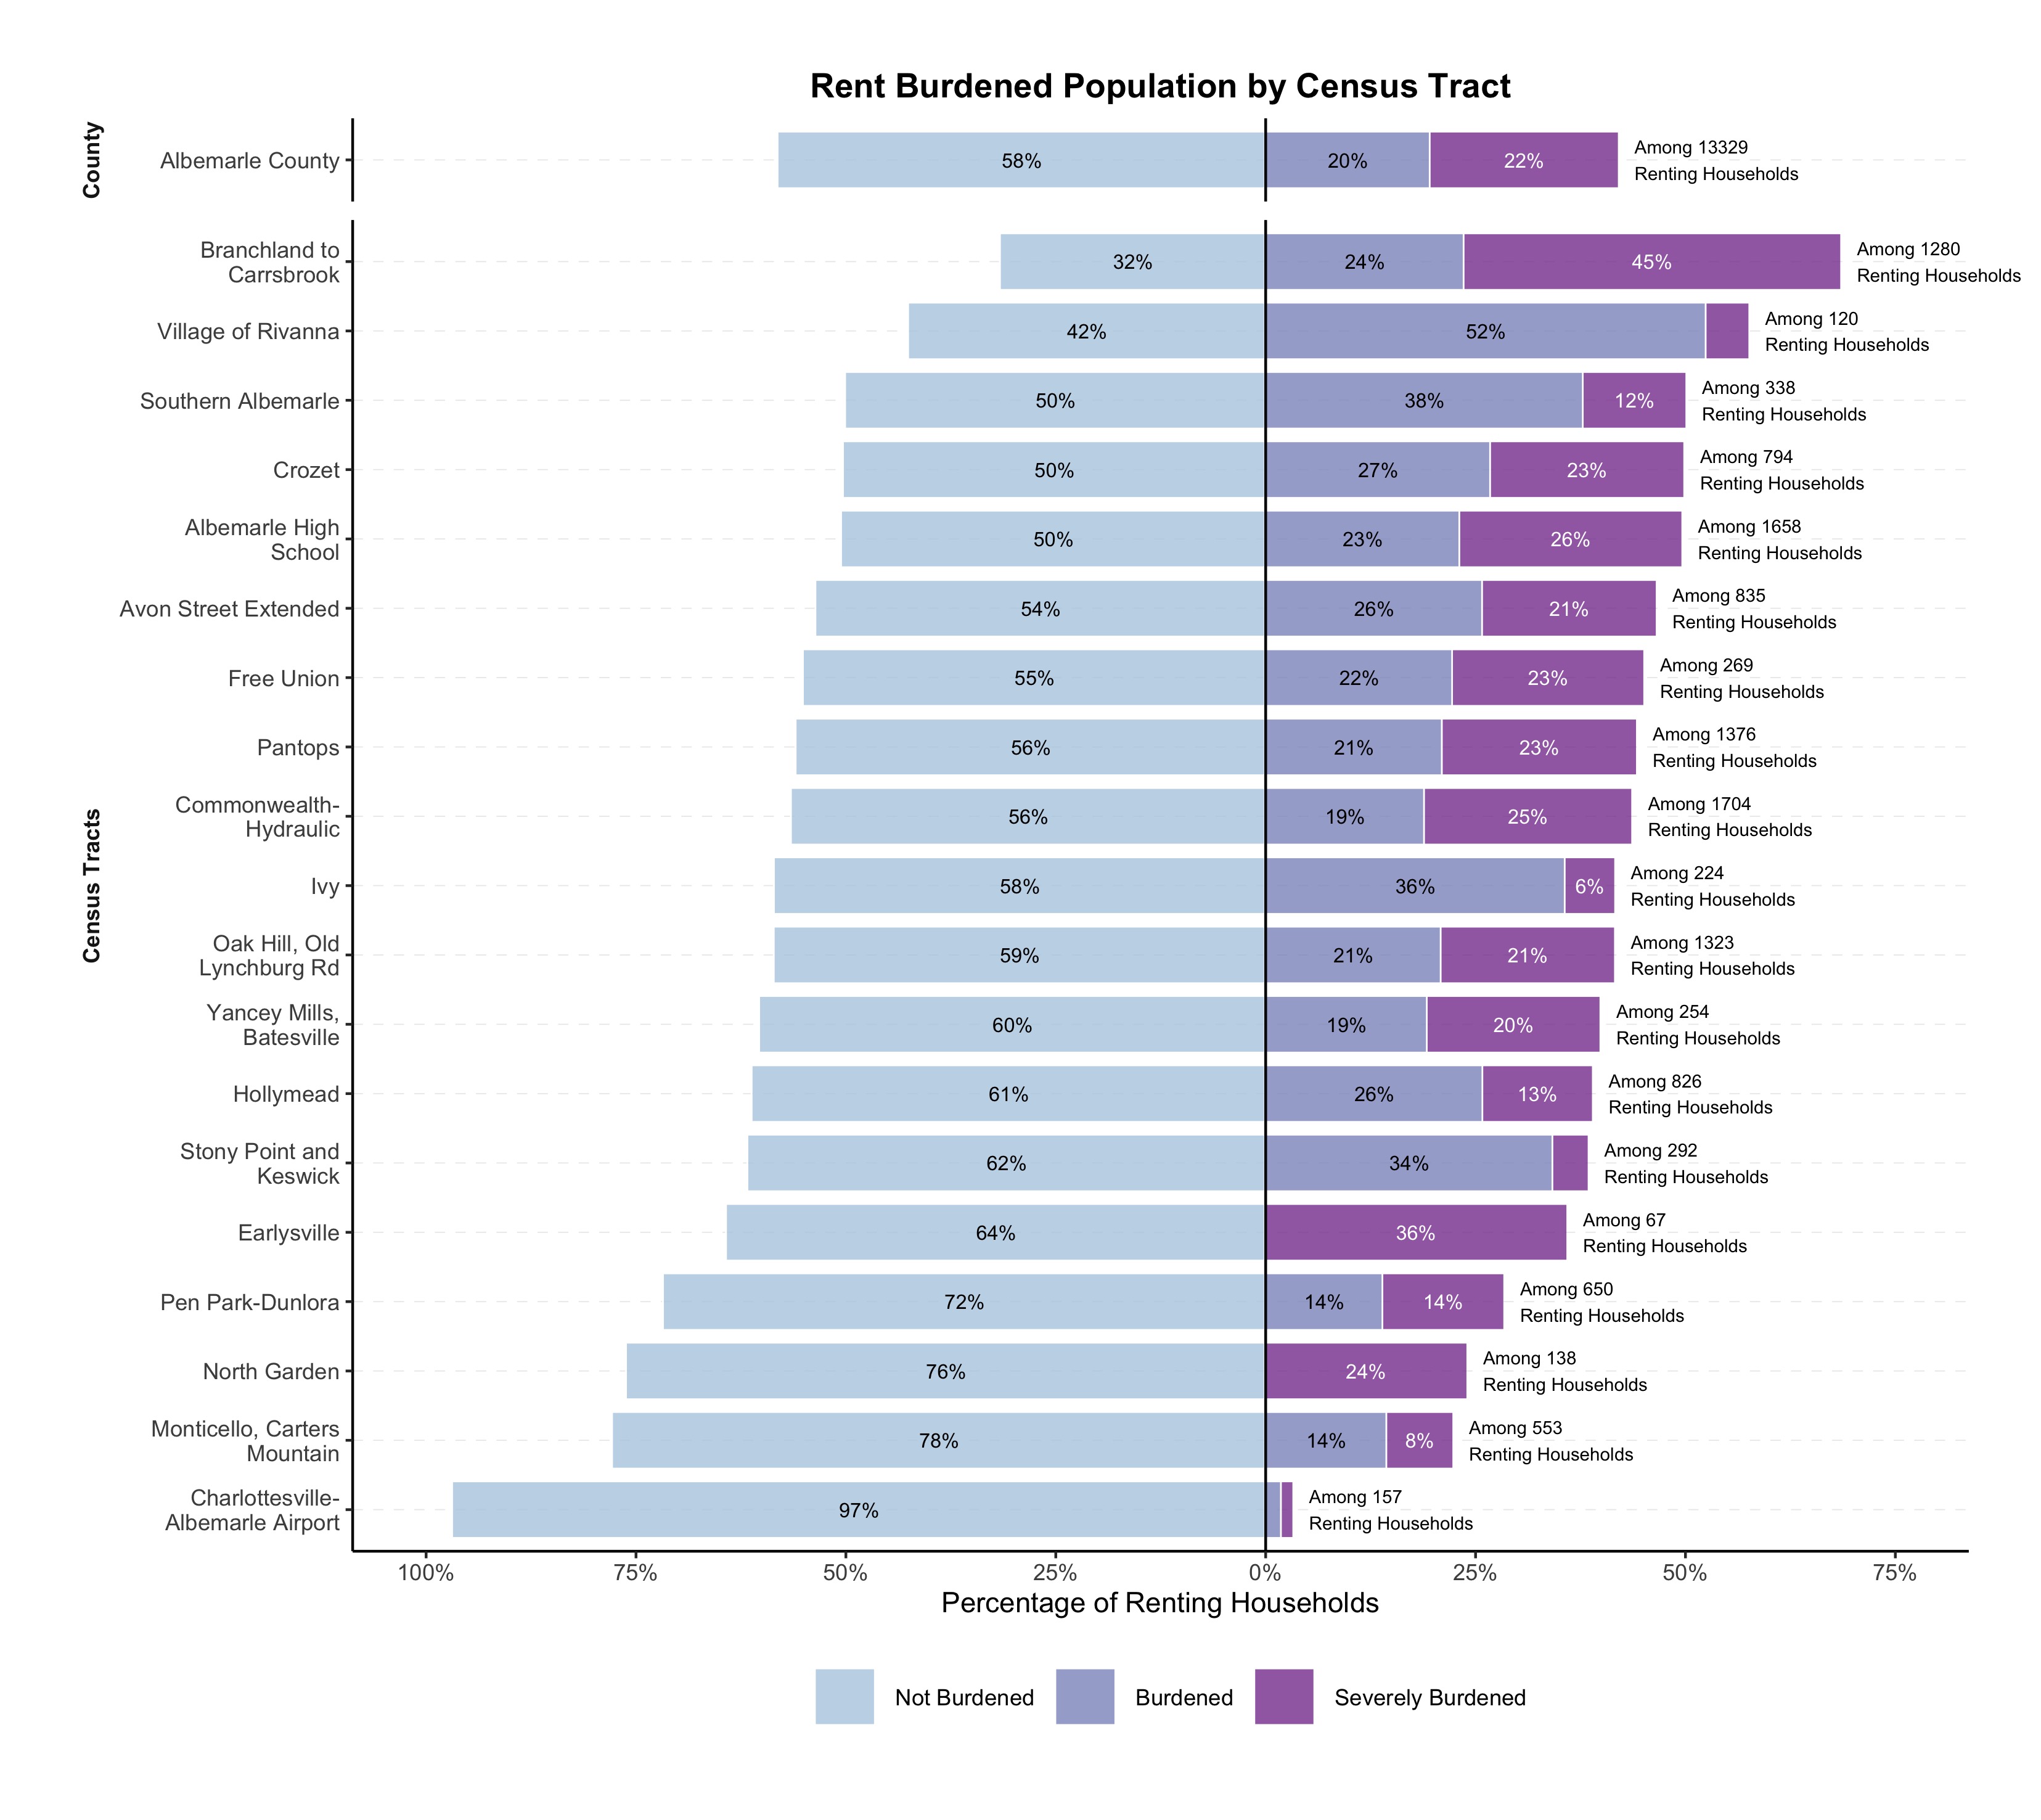 Rent Burdened Population by Census Tract
County
Albemarle County
58%
20%
22%
Among 13329
Renting Households
Census Tracts
Branchland to
Carrsbrook
32%
24%
45%
Among 1280
Renting Households
Village of Rivanna
42%
52%
Among 120
Renting Households
Southern Albemarle
50%
38%
12%
Among 338
Renting Households
Crozet
50%
27%
23%
Among 794
Renting Households
Albemarle High
School
50%
23%
26%
Among 1658
Renting Households
Avon Street Extended
54%
26%
21%
Among 835
Renting Households
Free Union
55%
22%
23%
Among 269
Renting Households
Pantops
56%
21%
23%
Among 1376
Renting Households
Commonwealth-
Hydraulic
56%
19%
25%
Among 1704
Renting Households
Ivy
58%
36%
6%
Among 224
Renting Households
Oak Hill, Old
Lynchburg Rd
59%
21%
21%
Among 1323
Renting Households
Yancey Mills,
Batesville
60%
19%
20%
Among 254
Renting Households
Hollymead
61%
26%
13%
Among 826
Renting Households
Stony Point and
Keswick
62%
34%
Among 292
Renting Households
Earlysville
64%
36%
Among 67
Renting Households
Pen Park-Dunlora
72%
14%
14%
Among 650
Renting Households
North Garden
76%
24%
Among 138
Renting Households
Monticello, Carters
Mountain
78%
14%
8%
Among 553
Renting Households
Charlottesville-
Albemarle Airport
97%
Among 157
Renting Households
100% 75% 50% 25% 0% 25% 50% 75%
Percentage of Renting Households
Not Burdened Burdened Severely Burdened